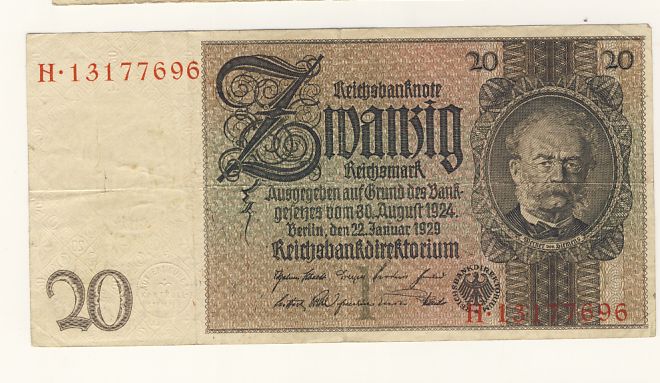 H·13177696
20 20
Reichsbanknote
Zwanzig
Reichsmark
Ausgegeben auf Grund des Bank-
gesetzes vom 30. August 1924.
Berlin, den 22. Januar 1929
Reichsbankdirektorium
REICHSBANKDIREKTORIUM
20
H·13177696